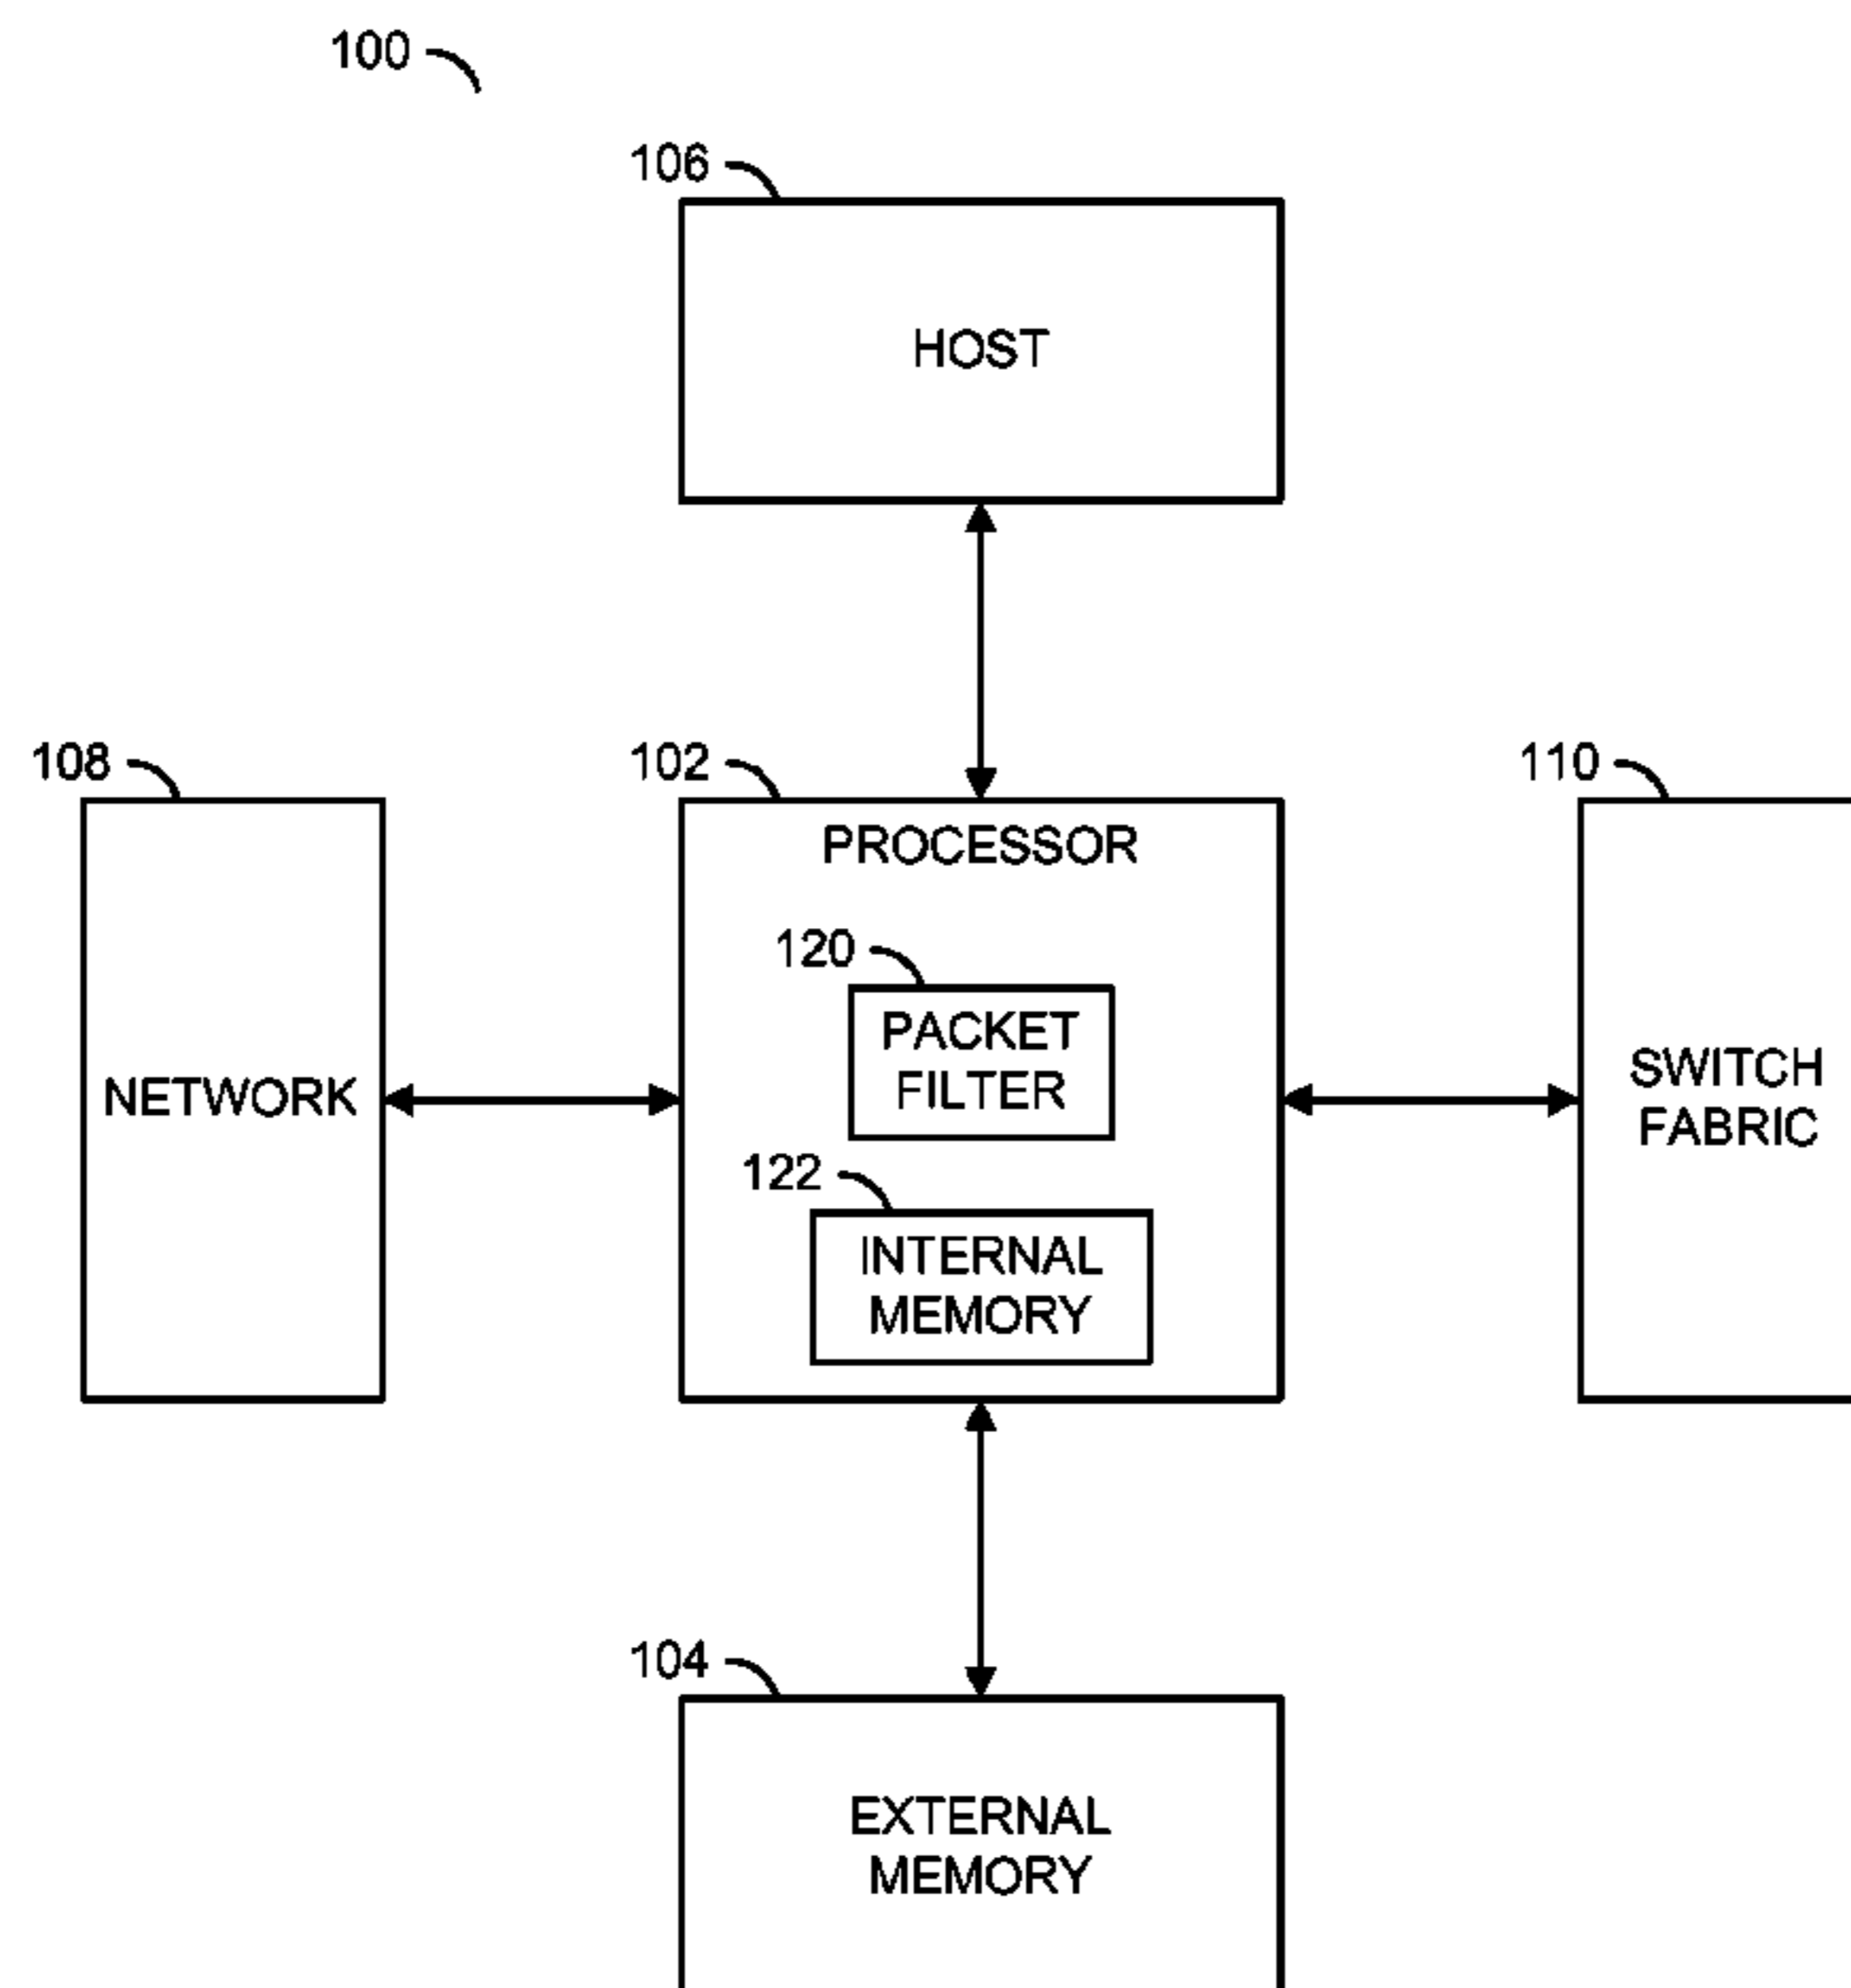 100
106
HOST
108
102
110
PROCESSOR
120
PACKET
FILTER
NETWORK
SWITCH
FABRIC
122
INTERNAL
MEMORY
104
EXTERNAL
MEMORY